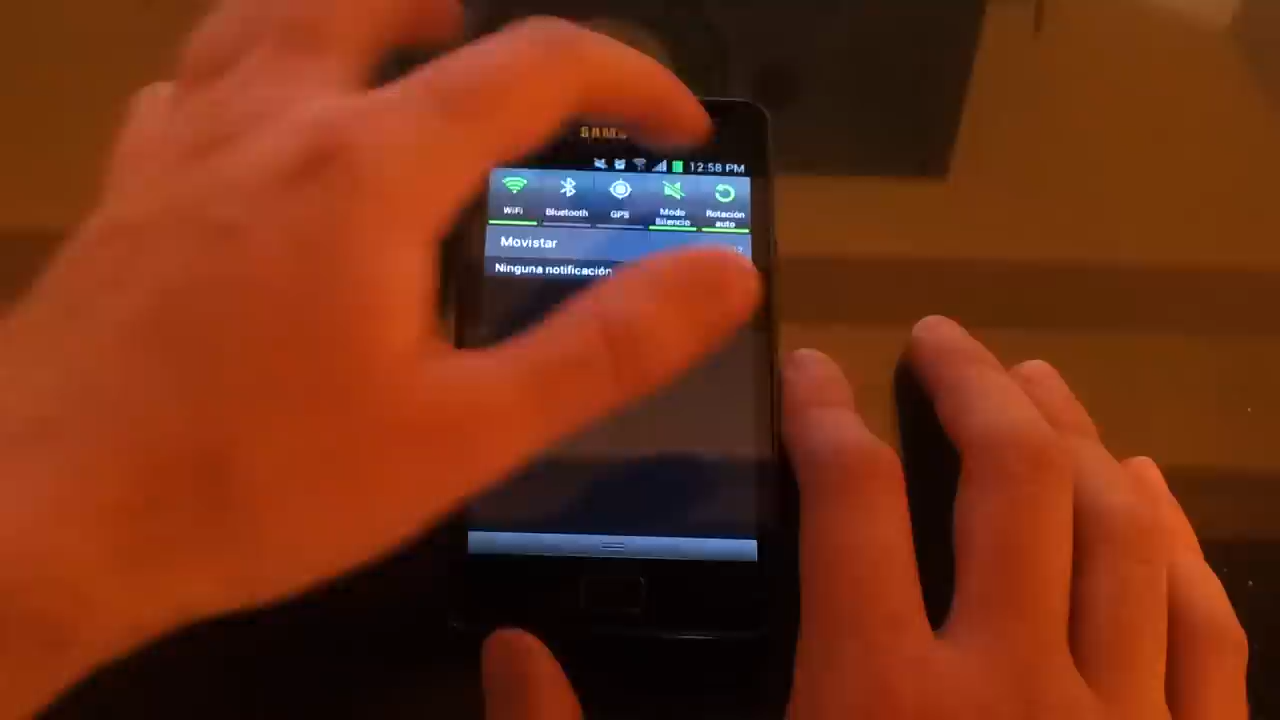 SAMS
12:58 PM
WiFi
Bluetooth
GPS
Modo
Silencio
Rotación
auto
Movistar
Ninguna notificación